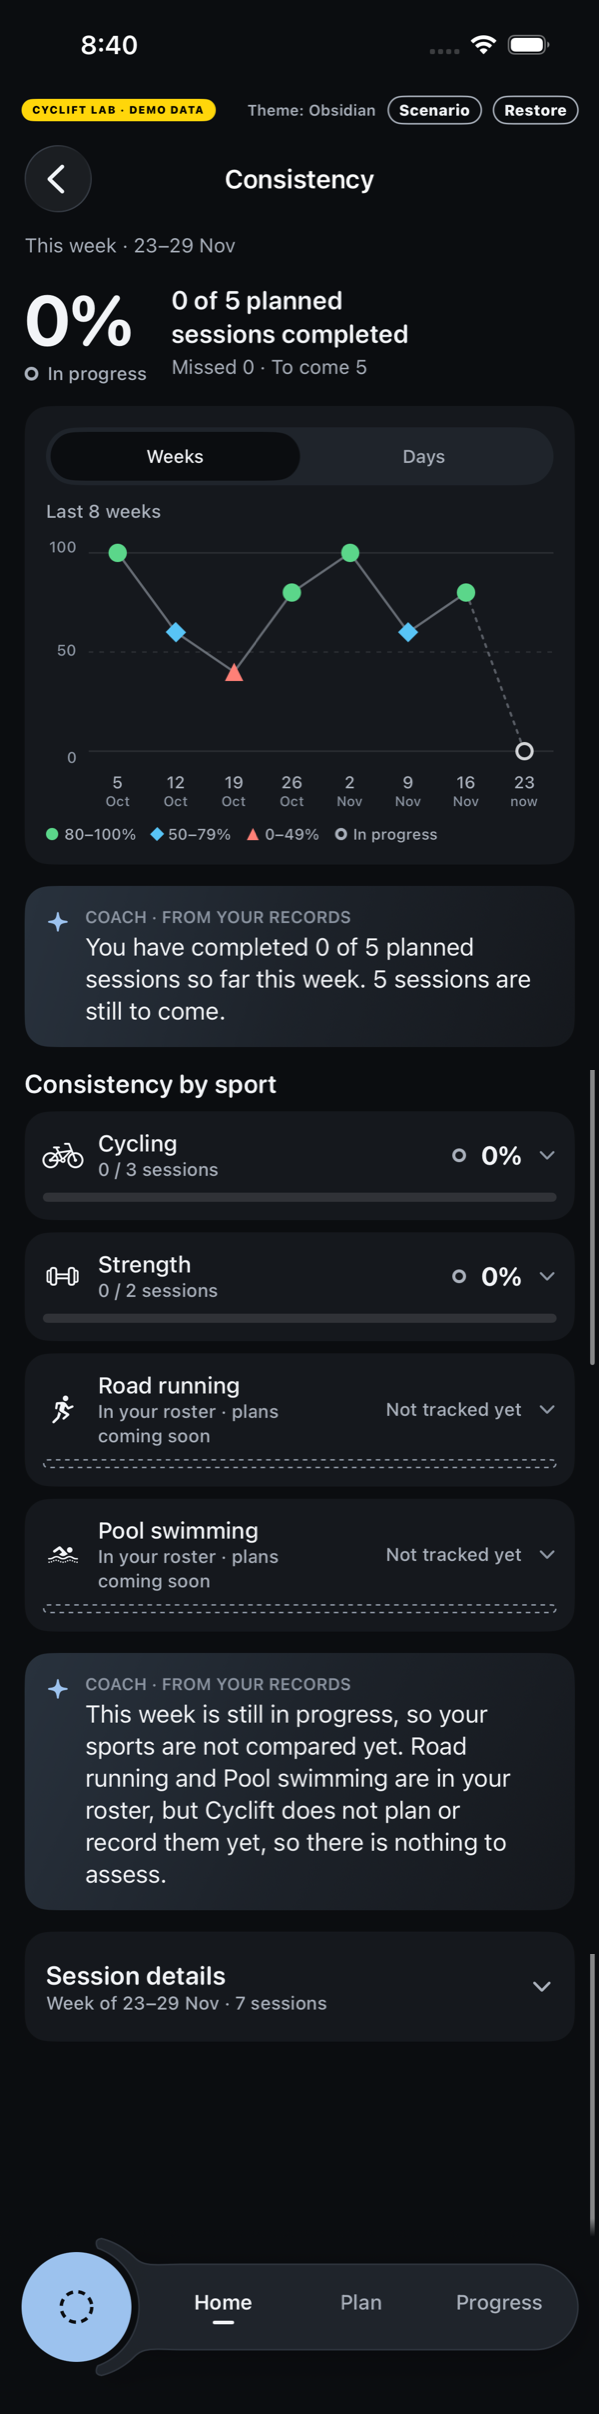 8:40
CYCLIFT LAB · DEMO DATA
Theme: Obsidian
Scenario
Restore
Consistency
This week · 23–29 Nov
0%
In progress
0 of 5 planned
sessions completed
Missed 0 · To come 5
Weeks
Days
Last 8 weeks
100
50
0
5 Oct
12 Oct
19 Oct
26 Oct
2 Nov
9 Nov
16 Nov
23 now
80–100%
50–79%
0–49%
In progress
COACH · FROM YOUR RECORDS
You have completed 0 of 5 planned
sessions so far this week. 5 sessions are
still to come.
Consistency by sport
Cycling
0 / 3 sessions
0%
Strength
0 / 2 sessions
0%
Road running
In your roster · plans
coming soon
Not tracked yet
Pool swimming
In your roster · plans
coming soon
Not tracked yet
COACH · FROM YOUR RECORDS
This week is still in progress, so your
sports are not compared yet. Road
running and Pool swimming are in your
roster, but Cyclift does not plan or
record them yet, so there is nothing to
assess.
Session details
Week of 23–29 Nov · 7 sessions
Home
Plan
Progress